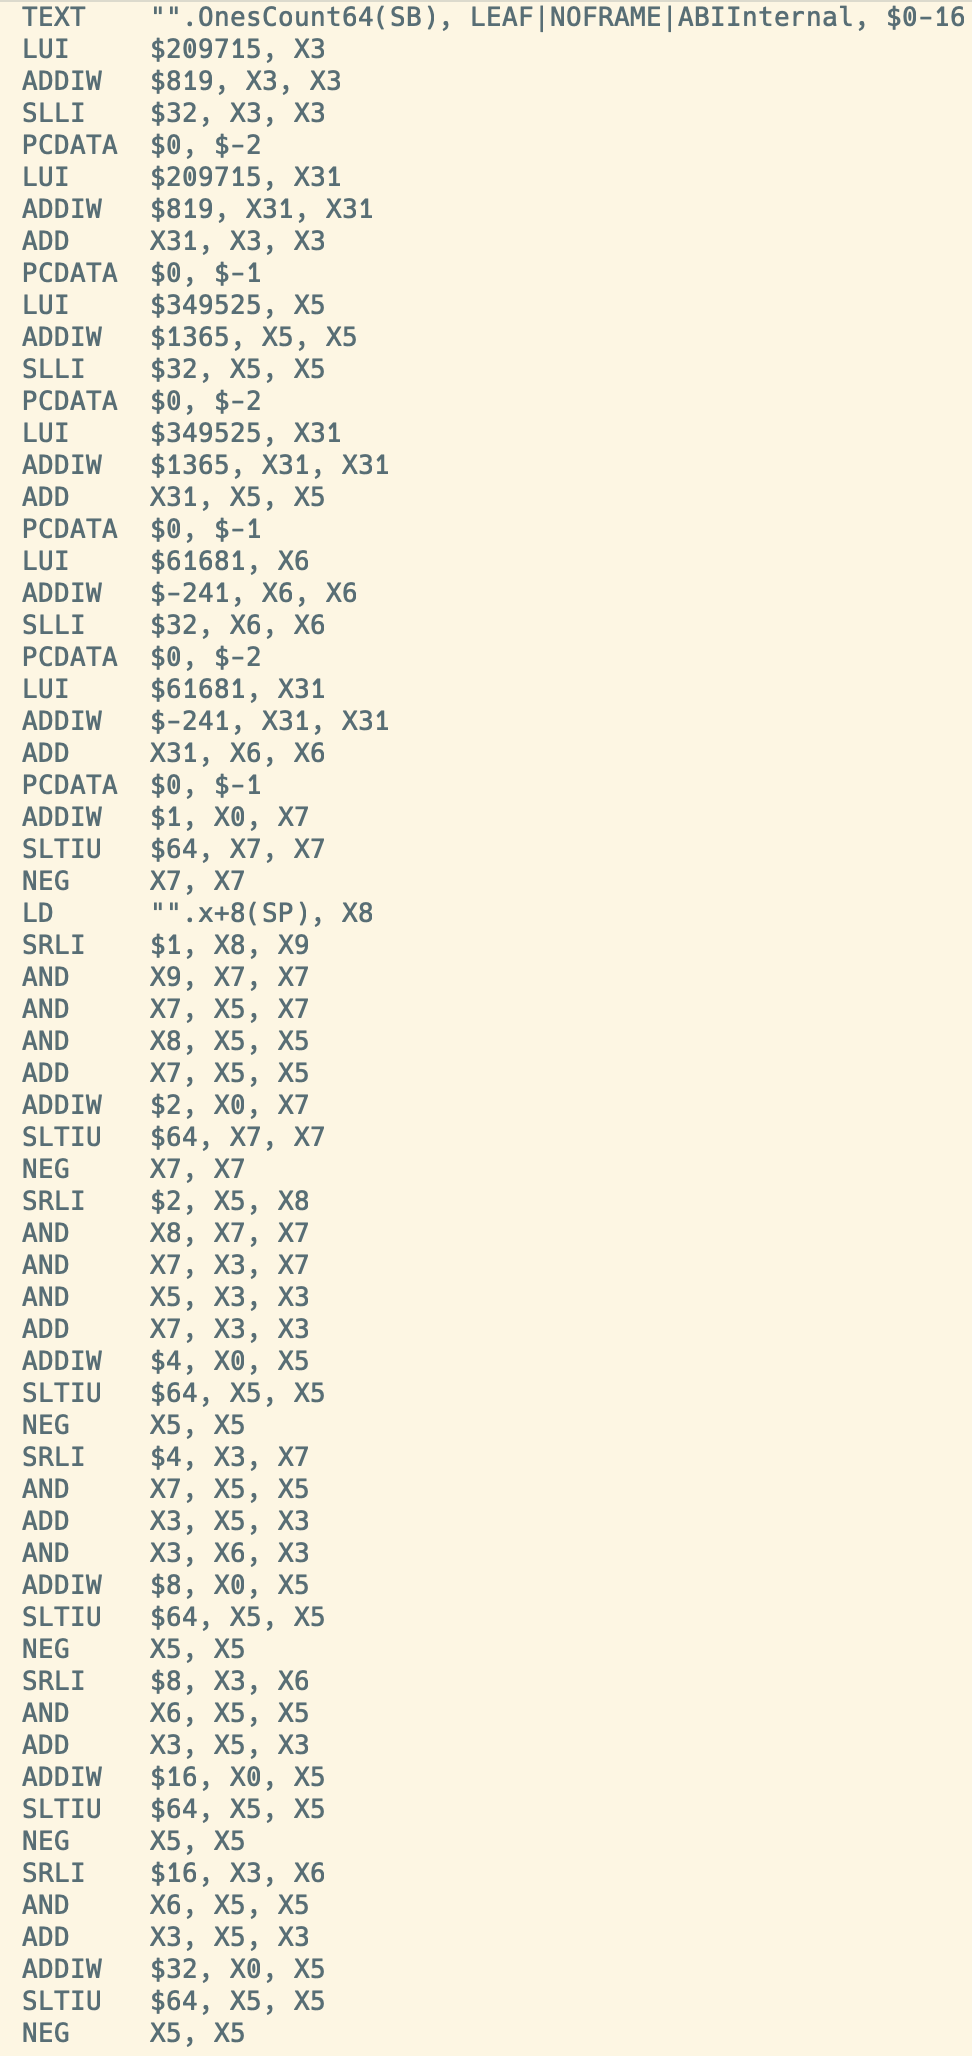 TEXT "".OnesCount64(SB), LEAF|NOFRAME|ABIInternal, $0-16
LUI $209715, X3
ADDIW $819, X3, X3
SLLI $32, X3, X3
PCDATA $0, $-2
LUI $209715, X31
ADDIW $819, X31, X31
ADD X31, X3, X3
PCDATA $0, $-1
LUI $349525, X5
ADDIW $1365, X5, X5
SLLI $32, X5, X5
PCDATA $0, $-2
LUI $349525, X31
ADDIW $1365, X31, X31
ADD X31, X5, X5
PCDATA $0, $-1
LUI $61681, X6
ADDIW $-241, X6, X6
SLLI $32, X6, X6
PCDATA $0, $-2
LUI $61681, X31
ADDIW $-241, X31, X31
ADD X31, X6, X6
PCDATA $0, $-1
ADDIW $1, X0, X7
SLTIU $64, X7, X7
NEG X7, X7
LD "".x+8(SP), X8
SRLI $1, X8, X9
AND X9, X7, X7
AND X7, X5, X7
AND X8, X5, X5
ADD X7, X5, X5
ADDIW $2, X0, X7
SLTIU $64, X7, X7
NEG X7, X7
SRLI $2, X5, X8
AND X8, X7, X7
AND X7, X3, X7
AND X5, X3, X3
ADD X7, X3, X3
ADDIW $4, X0, X5
SLTIU $64, X5, X5
NEG X5, X5
SRLI $4, X3, X7
AND X7, X5, X5
ADD X3, X5, X3
AND X3, X6, X3
ADDIW $8, X0, X5
SLTIU $64, X5, X5
NEG X5, X5
SRLI $8, X3, X6
AND X6, X5, X5
ADD X3, X5, X3
ADDIW $16, X0, X5
SLTIU $64, X5, X5
NEG X5, X5
SRLI $16, X3, X6
AND X6, X5, X5
ADD X3, X5, X3
ADDIW $32, X0, X5
SLTIU $64, X5, X5
NEG X5, X5